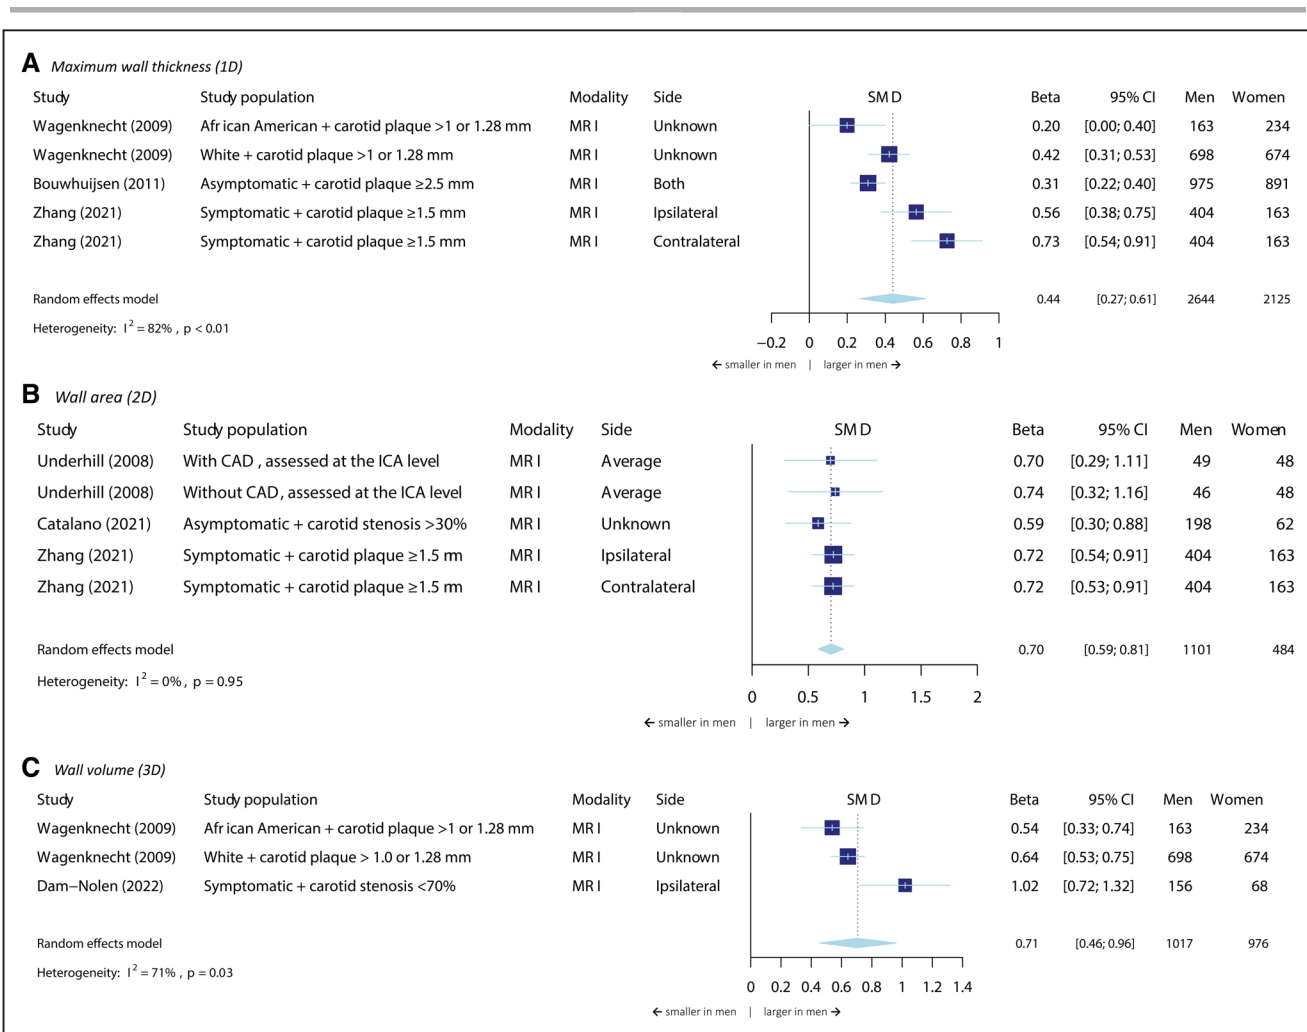 A Maximum wall thickness (1D)
Study Study population Modality Side SMD Beta 95% CI Men Women
Wagenknecht (2009) African American + carotid plaque >1 or 1.28 mm MRI Unknown 0.20 [0.00; 0.40] 163 234
Wagenknecht (2009) White + carotid plaque >1 or 1.28 mm MRI Unknown 0.42 [0.31; 0.53] 698 674
Bouwhuijsen (2011) Asymptomatic + carotid plaque ≥2.5 mm MRI Both 0.31 [0.22; 0.40] 975 891
Zhang (2021) Symptomatic + carotid plaque ≥1.5 mm MRI Ipsilateral 0.56 [0.38; 0.75] 404 163
Zhang (2021) Symptomatic + carotid plaque ≥1.5 mm MRI Contralateral 0.73 [0.54; 0.91] 404 163
Random effects model 0.44 [0.27; 0.61] 2644 2125
Heterogeneity: I² = 82%, p < 0.01
−0.2 0 0.2 0.4 0.6 0.8 1
← smaller in men | larger in men →
B Wall area (2D)
Study Study population Modality Side SMD Beta 95% CI Men Women
Underhill (2008) With CAD, assessed at the ICA level MRI Average 0.70 [0.29; 1.11] 49 48
Underhill (2008) Without CAD, assessed at the ICA level MRI Average 0.74 [0.32; 1.16] 46 48
Catalano (2021) Asymptomatic + carotid stenosis >30% MRI Unknown 0.59 [0.30; 0.88] 198 62
Zhang (2021) Symptomatic + carotid plaque ≥1.5 mm MRI Ipsilateral 0.72 [0.54; 0.91] 404 163
Zhang (2021) Symptomatic + carotid plaque ≥1.5 mm MRI Contralateral 0.72 [0.53; 0.91] 404 163
Random effects model 0.70 [0.59; 0.81] 1101 484
Heterogeneity: I² = 0%, p = 0.95
0 0.5 1 1.5 2
← smaller in men | larger in men →
C Wall volume (3D)
Study Study population Modality Side SMD Beta 95% CI Men Women
Wagenknecht (2009) African American + carotid plaque >1 or 1.28 mm MRI Unknown 0.54 [0.33; 0.74] 163 234
Wagenknecht (2009) White + carotid plaque > 1.0 or 1.28 mm MRI Unknown 0.64 [0.53; 0.75] 698 674
Dam−Nolen (2022) Symptomatic + carotid stenosis <70% MRI Ipsilateral 1.02 [0.72; 1.32] 156 68
Random effects model 0.71 [0.46; 0.96] 1017 976
Heterogeneity: I² = 71%, p = 0.03
0 0.2 0.4 0.6 0.8 1 1.2 1.4
← smaller in men | larger in men →